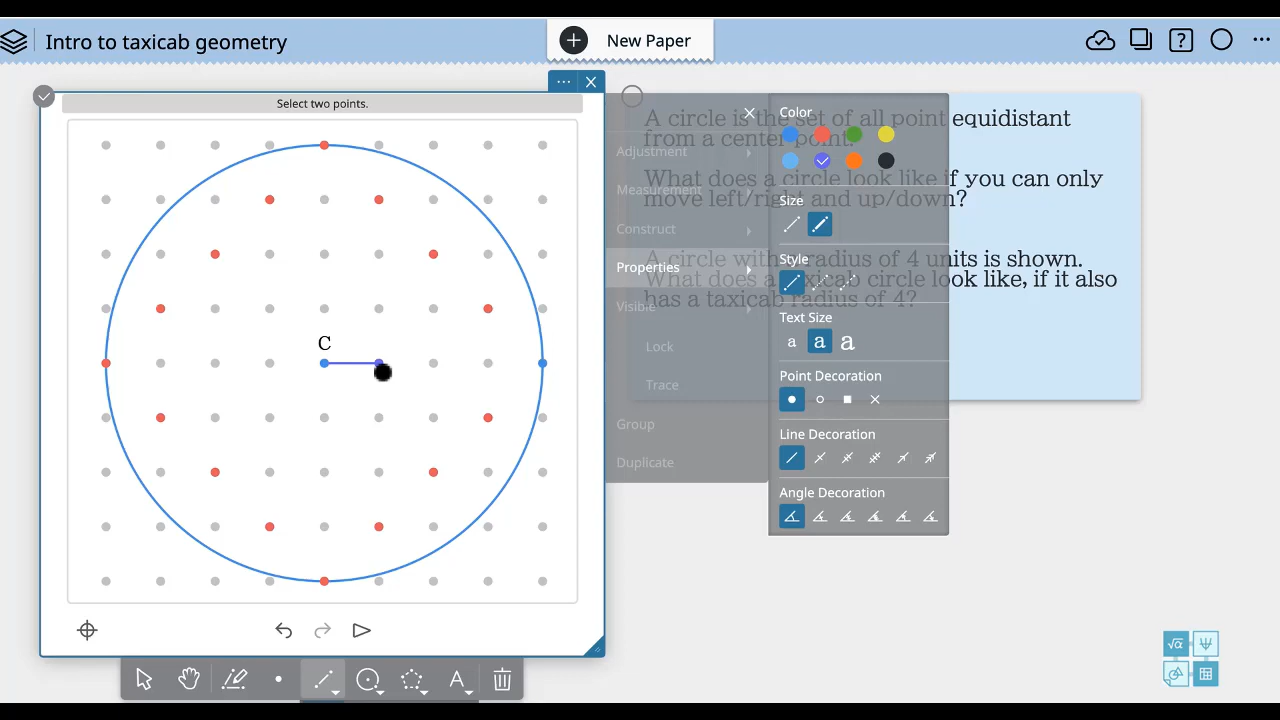 Intro to taxicab geometry
New Paper
?
Select two points.
C
A circle is the set of all point equidistant
from a center point.
What does a circle look like if you can only
move left/right and up/down?
A circle with a radius of 4 units is shown.
What does a taxicab circle look like, if it also
has a taxicab radius of 4?
Adjustment
Measurement
Construct
Properties
Visible
Lock
Trace
Group
Duplicate
Color
Size
Style
Text Size
a a a
Point Decoration
Line Decoration
Angle Decoration
A